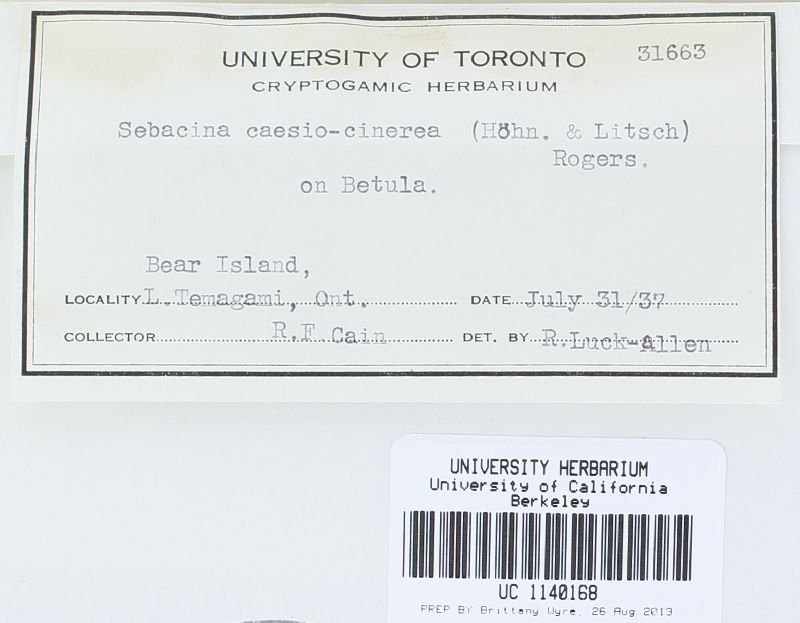 UNIVERSITY OF TORONTO 31663
CRYPTOGAMIC HERBARIUM
Sebacina caesio-cinerea (Höhn. & Litsch)
Rogers.
on Betula.
Bear Island,
LOCALITY L.Temagami, Ont. DATE July 31/37
COLLECTOR R.F.Cain DET. BY R.Luck-Allen
UNIVERSITY HERBARIUM
University of California
Berkeley
UC 1140168
PREP BY Brittany Wyre, 26 Aug 2013